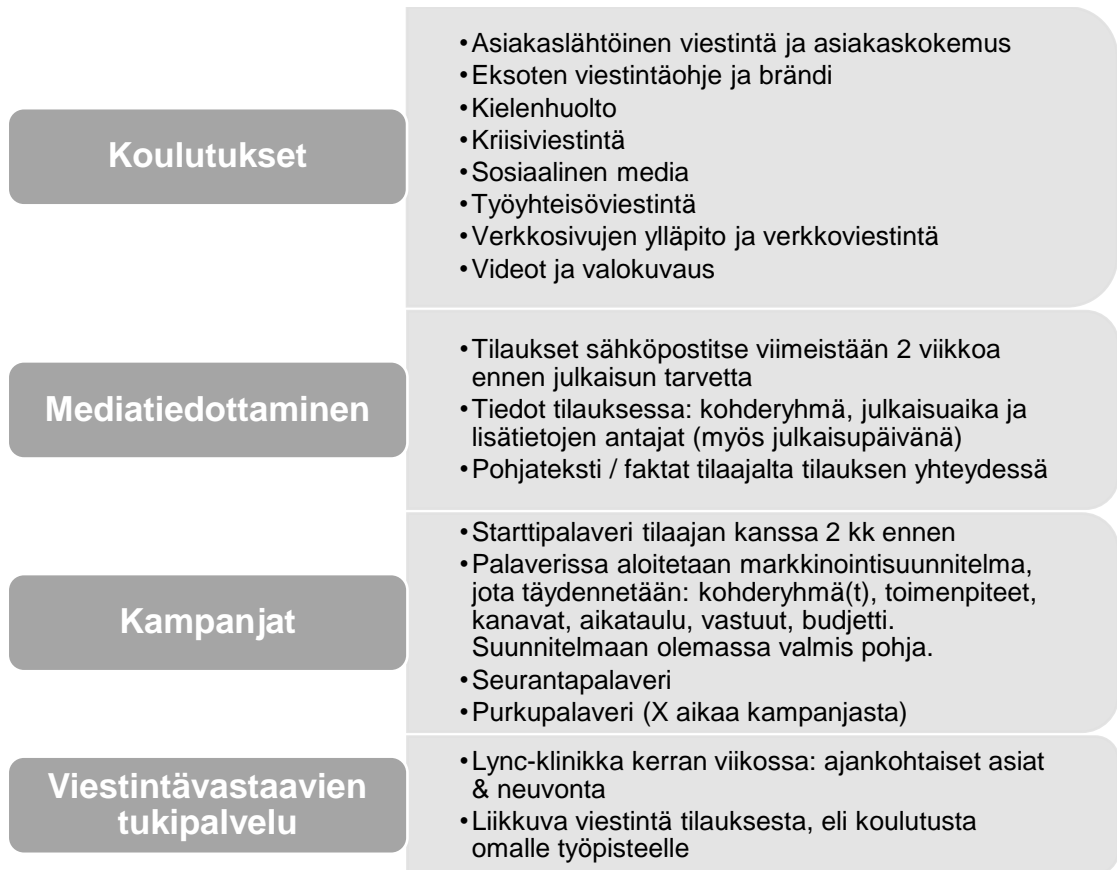 Koulutukset
•Asiakaslähtöinen viestintä ja asiakaskokemus
•Eksoten viestintäohje ja brändi
•Kielenhuolto
•Kriisiviestintä
•Sosiaalinen media
•Työyhteisöviestintä
•Verkkosivujen ylläpito ja verkkoviestintä
•Videot ja valokuvaus
Mediatiedottaminen
•Tilaukset sähköpostitse viimeistään 2 viikkoa
ennen julkaisun tarvetta
•Tiedot tilauksessa: kohderyhmä, julkaisuaika ja
lisätietojen antajat (myös julkaisupäivänä)
•Pohjateksti / faktat tilaajalta tilauksen yhteydessä
Kampanjat
•Starttipalaveri tilaajan kanssa 2 kk ennen
•Palaverissa aloitetaan markkinointisuunnitelma,
jota täydennetään: kohderyhmä(t), toimenpiteet,
kanavat, aikataulu, vastuut, budjetti.
Suunnitelmaan olemassa valmis pohja.
•Seurantapalaveri
•Purkupalaveri (X aikaa kampanjasta)
Viestintävastaavien
tukipalvelu
•Lync-klinikka kerran viikossa: ajankohtaiset asiat
& neuvonta
•Liikkuva viestintä tilauksesta, eli koulutusta
omalle työpisteelle